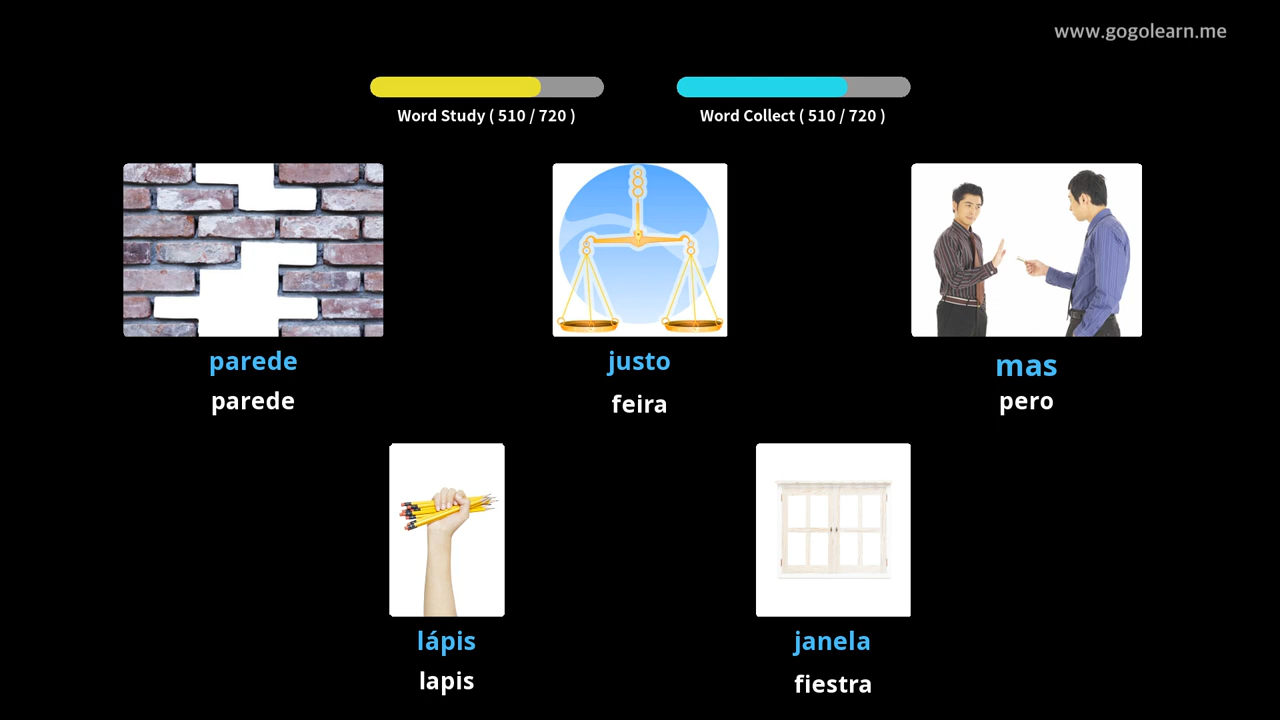 www.gogolearn.me
Word Study ( 510 / 720 )
Word Collect ( 510 / 720 )
parede
parede
justo
feira
mas
pero
lápis
lapis
janela
fiestra